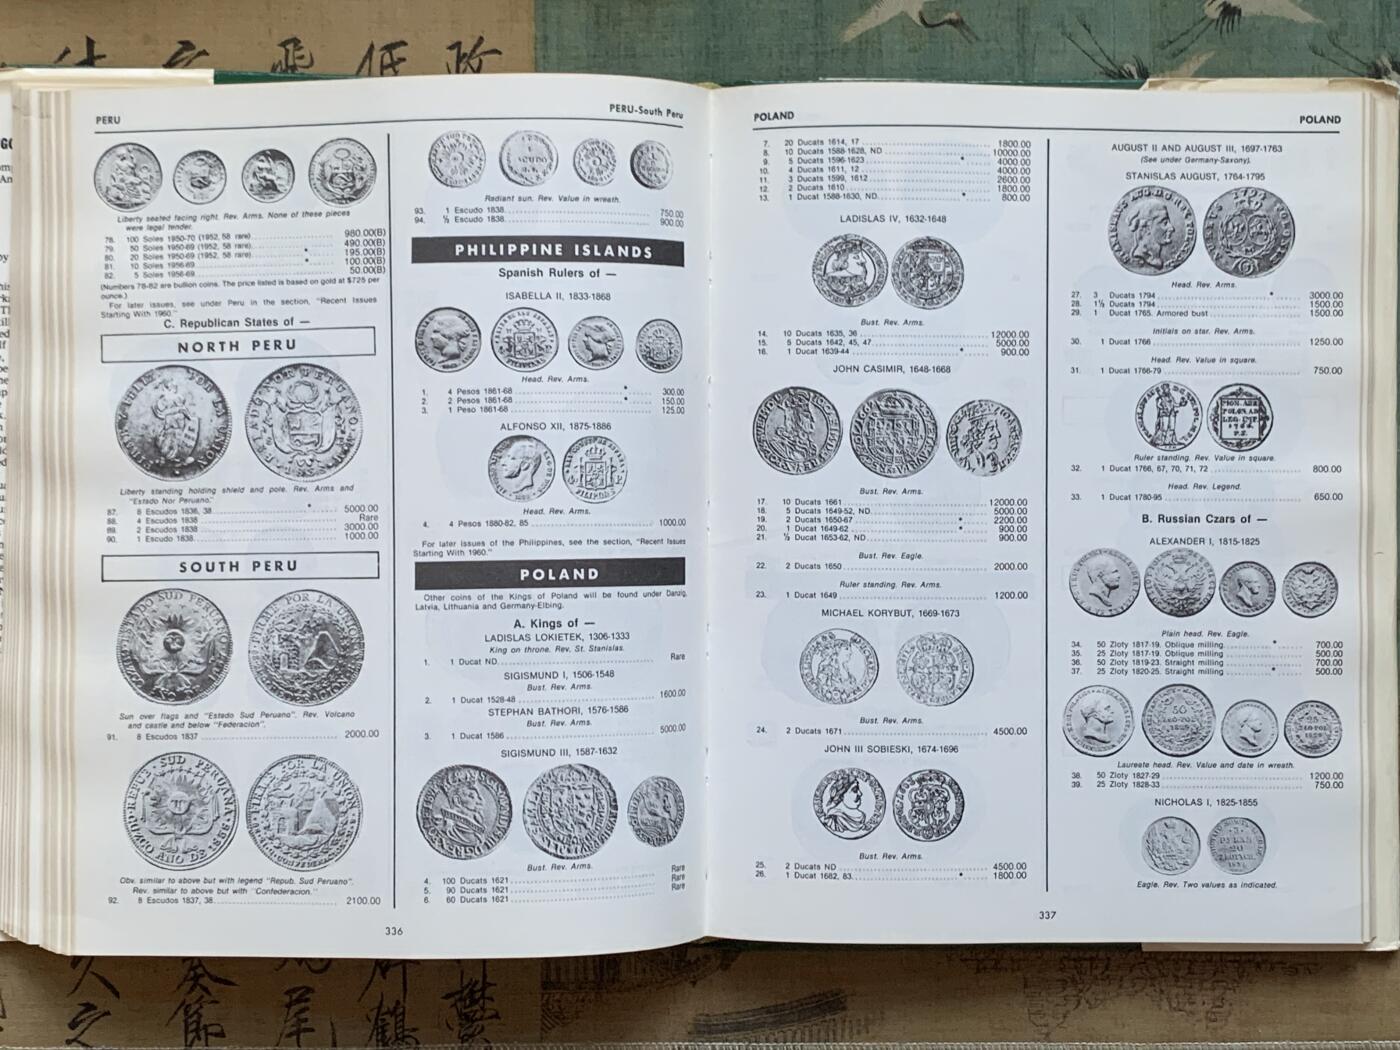 PERU
PERU-South Peru
Liberty seated facing right. Rev. Arms. None of these pieces
were legal tender.
78. 100 Soles 1950-70 (1952, 58 rare) 980.00(B)
79. 50 Soles 1950-69 (1952, 58 rare) 490.00(B)
80. 20 Soles 1950-69 (1952, 58 rare) 195.00(B)
81. 10 Soles 1956-69 100.00(B)
82. 5 Soles 1956-69 50.00(B)
(Numbers 78-82 are bullion coins. The price listed is based on gold at $725 per
ounce.)
For later issues, see under Peru in the section, "Recent Issues
Starting With 1960."
C. Republican States of —
NORTH PERU
Liberty standing holding shield and pole. Rev. Arms and
"Estado Nor Peruano."
87. 8 Escudos 1836, 38 5000.00
88. 4 Escudos 1838 Rare
89. 2 Escudos 1838 3000.00
90. 1 Escudo 1838 1000.00
SOUTH PERU
Sun over flags and "Estado Sud Peruano". Rev. Volcano
and castle and below "Federacion".
91. 8 Escudos 1837 2000.00
Obv. similar to above but with legend "Repub. Sud Peruano".
Rev. similar to above but with "Confederacion."
92. 8 Escudos 1837, 38 2100.00
Radiant sun. Rev. Value in wreath.
93. 1 Escudo 1838 750.00
94. ½ Escudo 1838 900.00
PHILIPPINE ISLANDS
Spanish Rulers of —
ISABELLA II, 1833-1868
Head. Rev. Arms.
1. 4 Pesos 1861-68 300.00
2. 2 Pesos 1861-68 150.00
3. 1 Peso 1861-68 125.00
ALFONSO XII, 1875-1886
Head. Rev. Arms.
4. 4 Pesos 1880-82, 85 1000.00
For later issues of the Philippines, see the section, "Recent Issues
Starting With 1960."
POLAND
Other coins of the Kings of Poland will be found under Danzig,
Latvia, Lithuania and Germany-Elbing.
A. Kings of —
LADISLAS LOKIETEK, 1306-1333
King on throne. Rev. St. Stanislas.
1. 1 Ducat ND Rare
SIGISMUND I, 1506-1548
Bust. Rev. Arms.
2. 1 Ducat 1528-48 1600.00
STEPHAN BATHORI, 1576-1586
Bust. Rev. Arms.
3. 1 Ducat 1586 5000.00
SIGISMUND III, 1587-1632
Bust. Rev. Arms.
4. 100 Ducats 1621 Rare
5. 90 Ducats 1621 Rare
6. 60 Ducats 1621 Rare
336
POLAND
POLAND
7. 20 Ducats 1614, 17 1800.00
8. 10 Ducats 1588-1628, ND 10000.00
9. 5 Ducats 1596-1623 4000.00
10. 4 Ducats 1611, 12 4000.00
11. 3 Ducats 1599, 1612 2600.00
12. 2 Ducats 1610 1800.00
13. 1 Ducat 1588-1630, ND 800.00
LADISLAS IV, 1632-1648
Bust. Rev. Arms.
14. 10 Ducats 1635, 36 12000.00
15. 5 Ducats 1642, 45, 47 5000.00
16. 1 Ducat 1639-44 900.00
JOHN CASIMIR, 1648-1668
Bust. Rev. Arms.
17. 10 Ducats 1661 12000.00
18. 5 Ducats 1649-52, ND 5000.00
19. 2 Ducats 1650-67 2200.00
20. 1 Ducat 1649-62 900.00
21. ½ Ducat 1653-62, ND 900.00
Bust. Rev. Eagle.
22. 2 Ducats 1650 2000.00
Ruler standing. Rev. Arms.
23. 1 Ducat 1649 1200.00
MICHAEL KORYBUT, 1669-1673
Bust. Rev. Arms.
24. 2 Ducats 1671 4500.00
JOHN III SOBIESKI, 1674-1696
Bust. Rev. Arms.
25. 2 Ducats ND 4500.00
26. 1 Ducat 1682, 83 1800.00
AUGUST II AND AUGUST III, 1697-1763
(See under Germany-Saxony).
STANISLAS AUGUST, 1764-1795
Head. Rev. Arms.
27. 3 Ducats 1794 3000.00
28. 1½ Ducats 1794 1500.00
29. 1 Ducat 1765. Armored bust 1500.00
Initials on star. Rev. Arms.
30. 1 Ducat 1766 1250.00
Head. Rev. Value in square.
31. 1 Ducat 1766-79 750.00
Ruler standing. Rev. Value in square.
32. 1 Ducat 1766, 67, 70, 71, 72 800.00
Head. Rev. Legend.
33. 1 Ducat 1780-95 650.00
B. Russian Czars of —
ALEXANDER I, 1815-1825
Plain head. Rev. Eagle.
34. 50 Zloty 1817-19. Oblique milling 700.00
35. 25 Zloty 1817-19. Oblique milling 500.00
36. 50 Zloty 1819-23. Straight milling 700.00
37. 25 Zloty 1820-25. Straight milling 500.00
Laureate head. Rev. Value and date in wreath.
38. 50 Zloty 1827-29 1200.00
39. 25 Zloty 1828-33 750.00
NICHOLAS I, 1825-1855
Eagle. Rev. Two values as indicated.
337